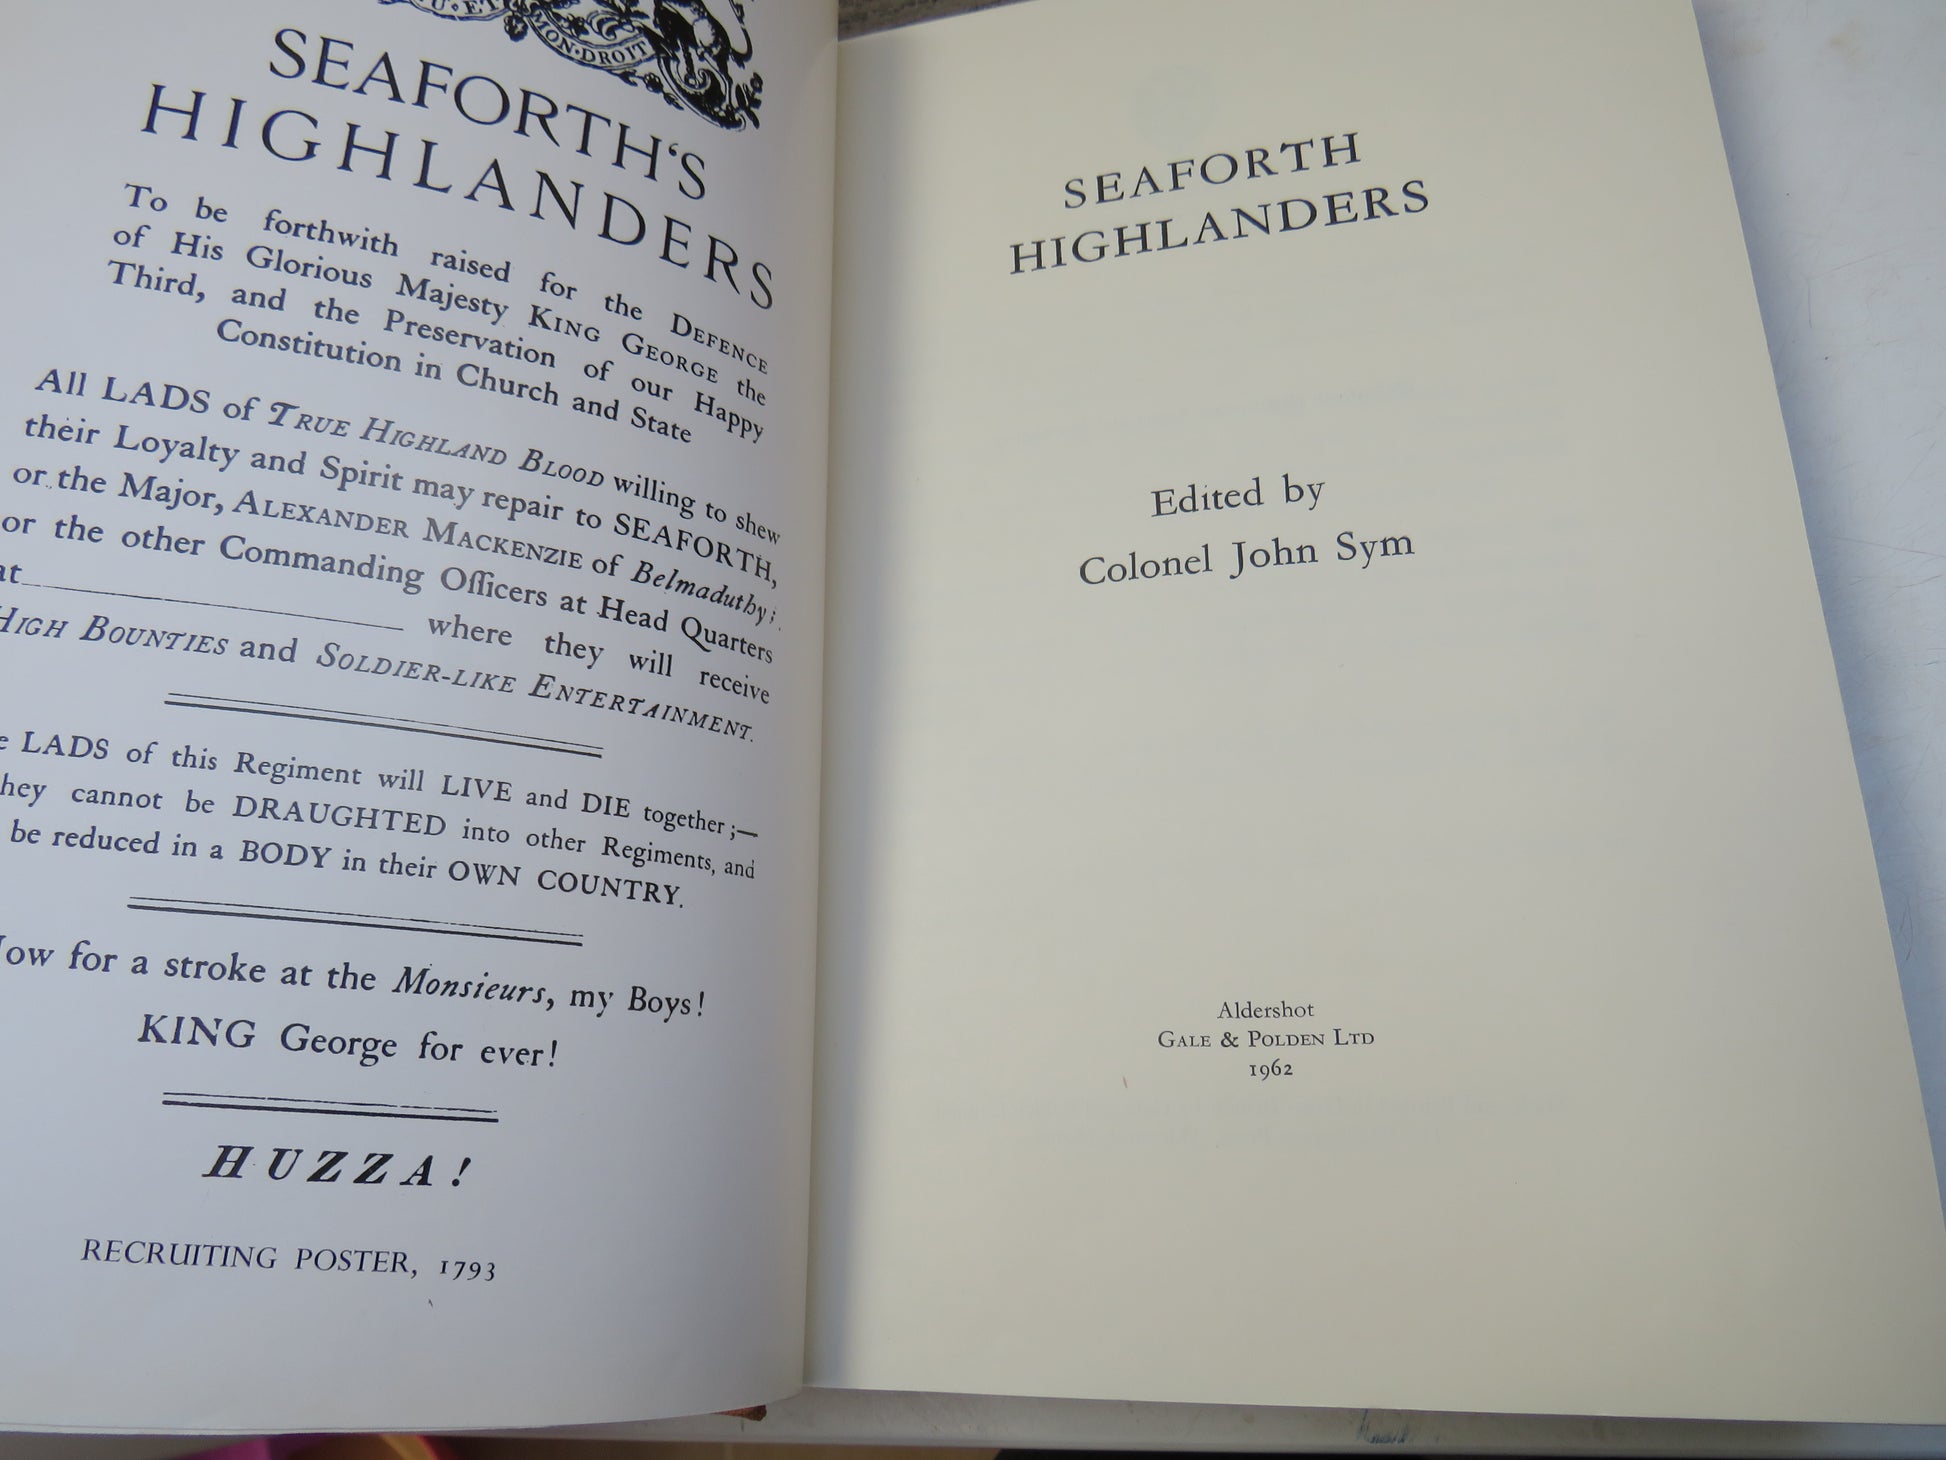 MON·DROIT
SEAFORTH'S
HIGHLANDERS
To be forthwith raised for the DEFENCE
of His Glorious Majesty KING GEORGE the
Third, and the Preservation of our Happy
Constitution in Church and State
All LADS of TRUE HIGHLAND BLOOD willing to shew
their Loyalty and Spirit may repair to SEAFORTH,
or the Major, ALEXANDER MACKENZIE of Belmaduthy;
or the other Commanding Officers at Head Quarters
at where they will receive
HIGH BOUNTIES and SOLDIER-LIKE ENTERTAINMENT.
LADS of this Regiment will LIVE and DIE together;—
they cannot be DRAUGHTED into other Regiments, and
be reduced in a BODY in their OWN COUNTRY.
Now for a stroke at the Monsieurs, my Boys!
KING George for ever!
HUZZA!
RECRUITING POSTER, 1793
SEAFORTH
HIGHLANDERS
Edited by
Colonel John Sym
Aldershot
GALE & POLDEN LTD
1962